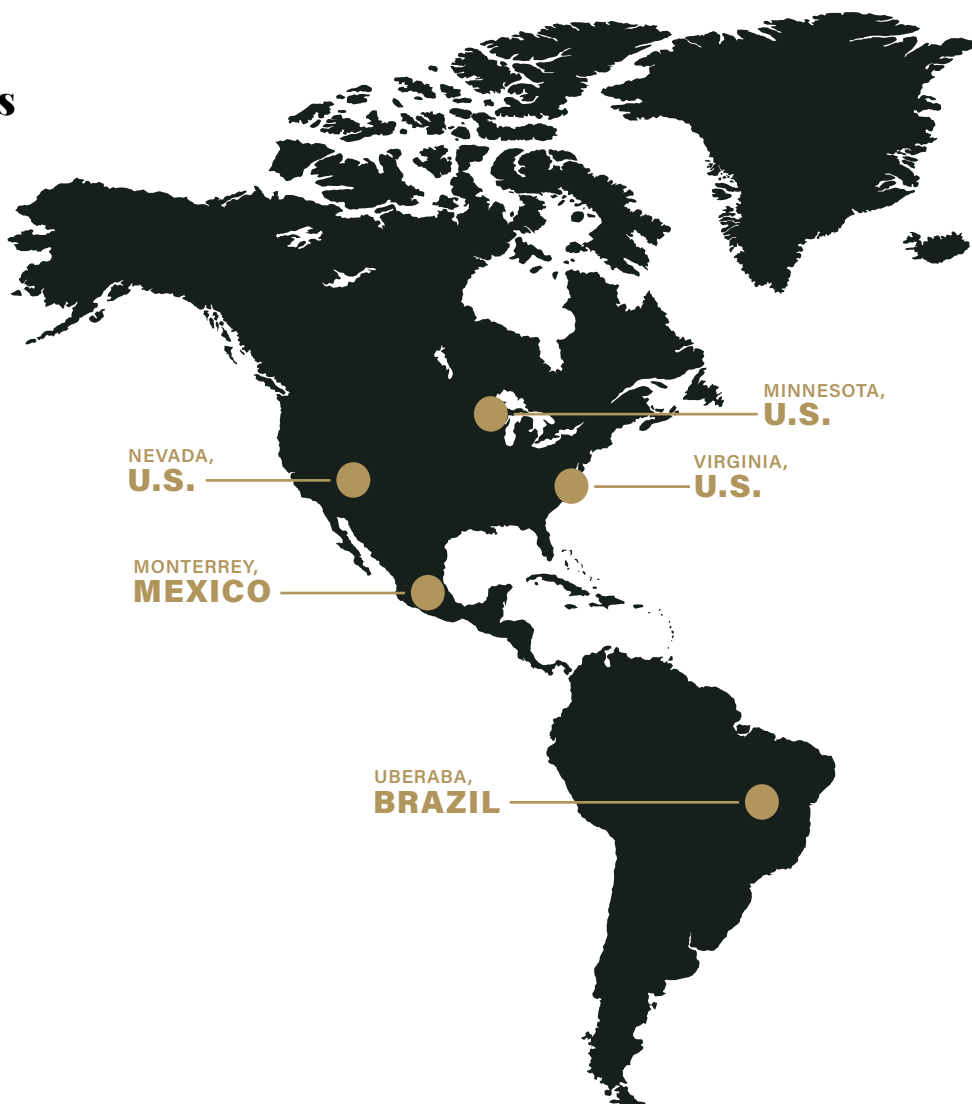 s
MINNESOTA,
U.S.
NEVADA,
U.S.
VIRGINIA,
U.S.
MONTERREY,
MEXICO
UBERABA,
BRAZIL